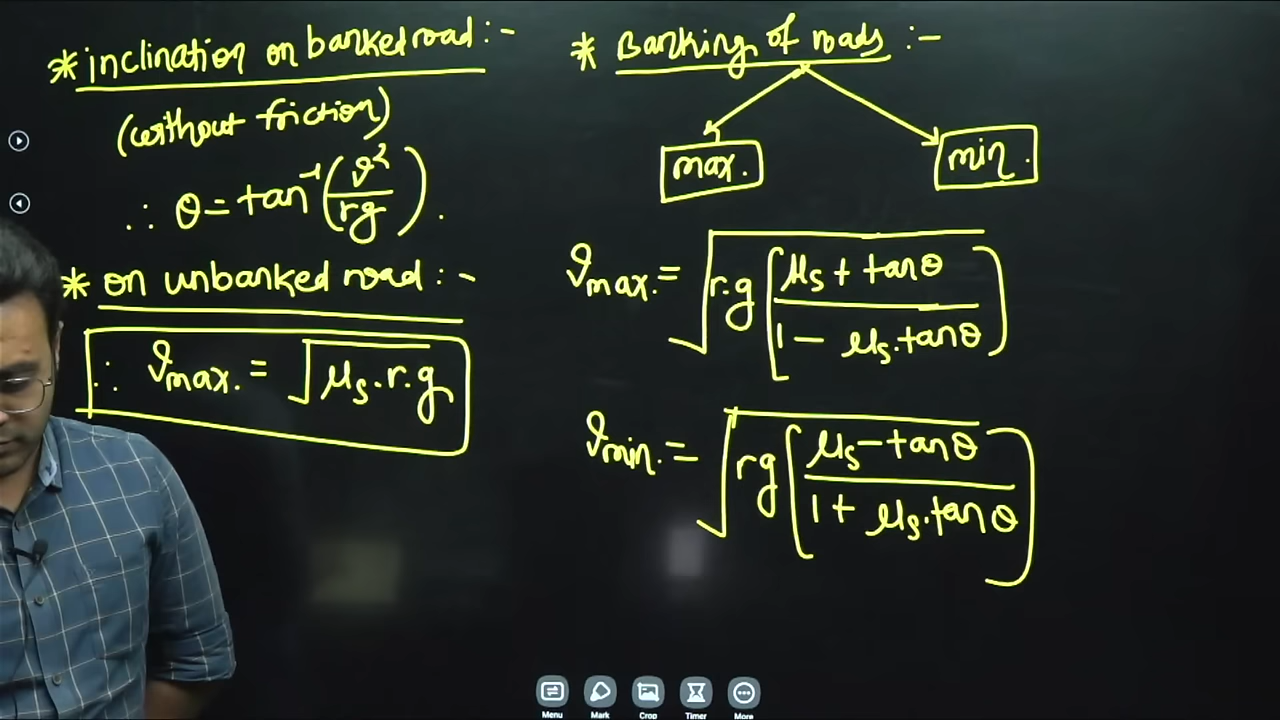 * inclination on banked road :-
(without friction)
∴ θ = tan⁻¹(v²/rg).
* on unbanked road :-
∴ vmax. = √μs.r.g
* Banking of roads :-
max. min.
vmax. = √r.g[μs + tanθ/1 - μs.tanθ]
vmin. = √rg[μs - tanθ/1 + μs.tanθ]
Menu Mark Crop Timer More